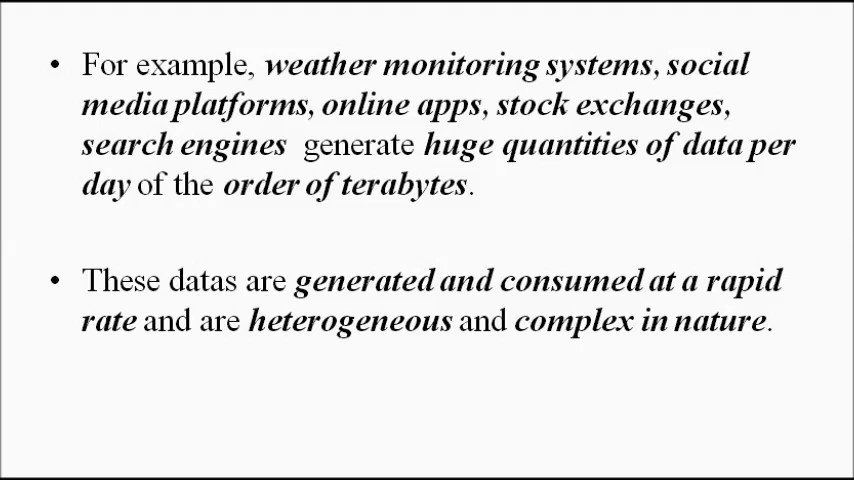 • For example, weather monitoring systems, social
media platforms, online apps, stock exchanges,
search engines generate huge quantities of data per
day of the order of terabytes.
• These datas are generated and consumed at a rapid
rate and are heterogeneous and complex in nature.